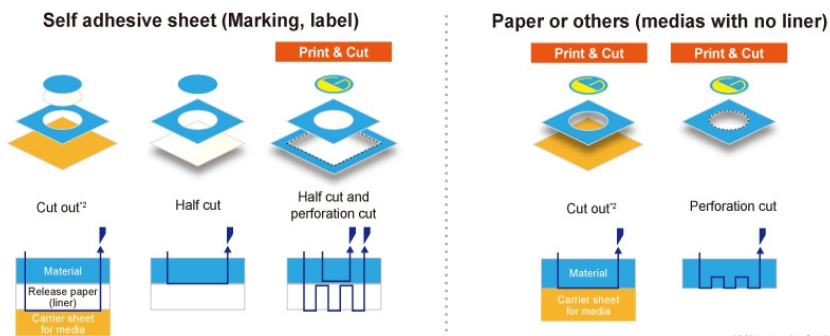 Self adhesive sheet (Marking, label)
Print & Cut
Cut out*2
Half cut
Half cut and
perforation cut
Material
Release paper
(liner)
Carrier sheet
for media
Paper or others (medias with no liner)
Print & Cut
Print & Cut
Cut out*2
Perforation cut
Material
Carrier sheet
for media